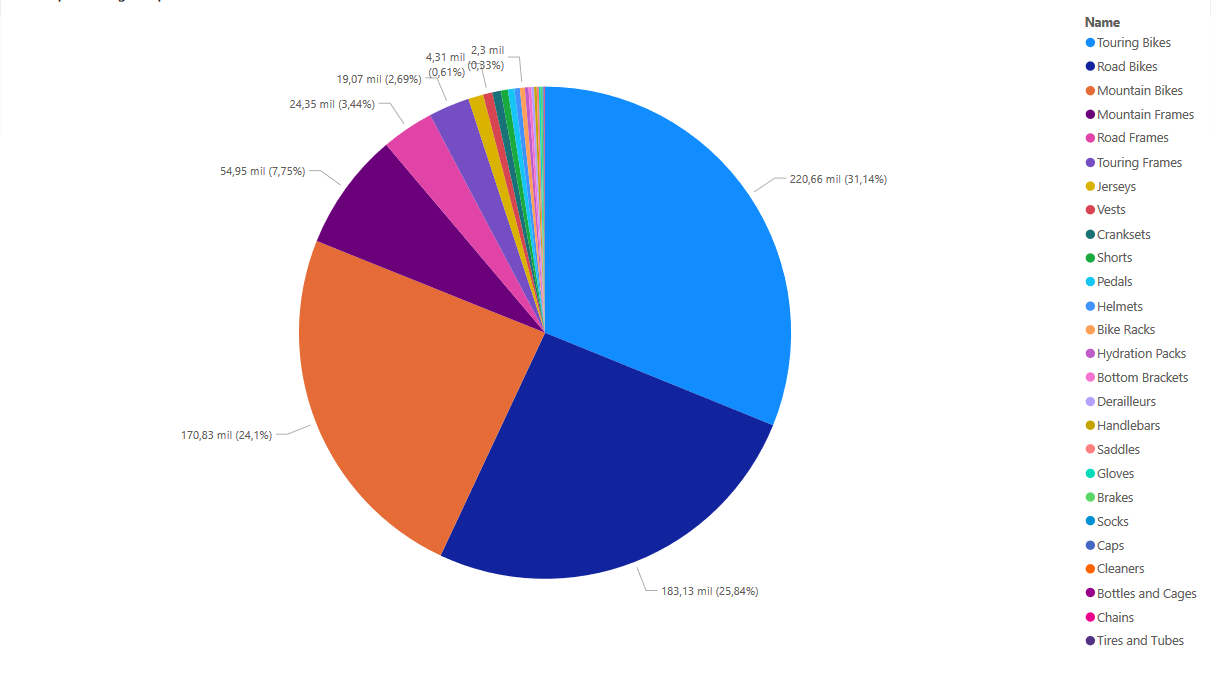 4,31 mil
(0,61%)
2,3 mil
(0,33%)
19,07 mil (2,69%)
24,35 mil (3,44%)
54,95 mil (7,75%)
220,66 mil (31,14%)
170,83 mil (24,1%)
183,13 mil (25,84%)
Name
Touring Bikes
Road Bikes
Mountain Bikes
Mountain Frames
Road Frames
Touring Frames
Jerseys
Vests
Cranksets
Shorts
Pedals
Helmets
Bike Racks
Hydration Packs
Bottom Brackets
Derailleurs
Handlebars
Saddles
Gloves
Brakes
Socks
Caps
Cleaners
Bottles and Cages
Chains
Tires and Tubes